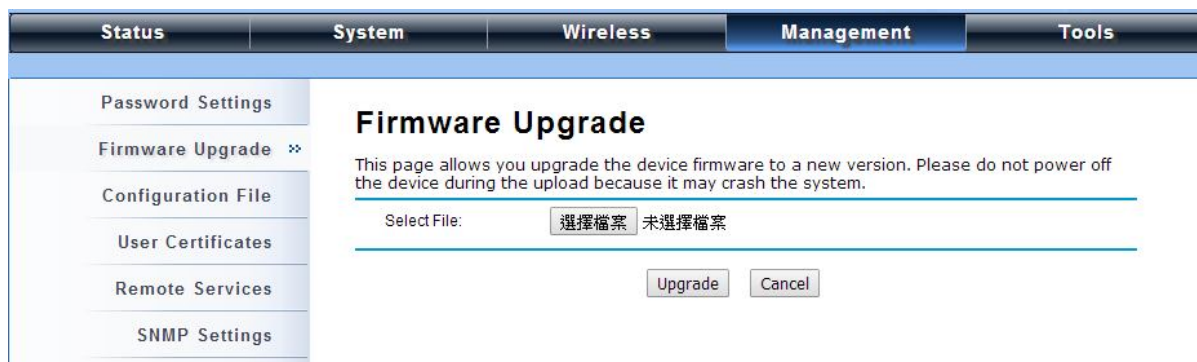 Status System Wireless Management Tools
Password Settings
Firmware Upgrade »
Configuration File
User Certificates
Remote Services
SNMP Settings
Firmware Upgrade
This page allows you upgrade the device firmware to a new version. Please do not power off
the device during the upload because it may crash the system.
Select File: 選擇檔案 未選擇檔案
Upgrade Cancel